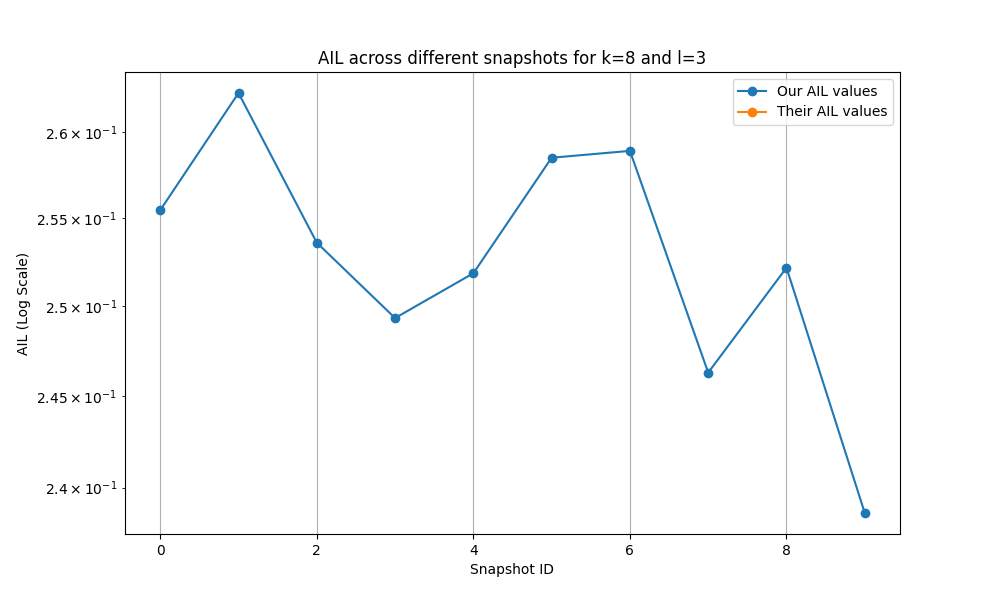 AIL across different snapshots for k=8 and l=3
Our AIL values
Their AIL values
2.6 × 10⁻¹
2.55 × 10⁻¹
2.5 × 10⁻¹
2.45 × 10⁻¹
2.4 × 10⁻¹
AIL (Log Scale)
0 2 4 6 8
Snapshot ID